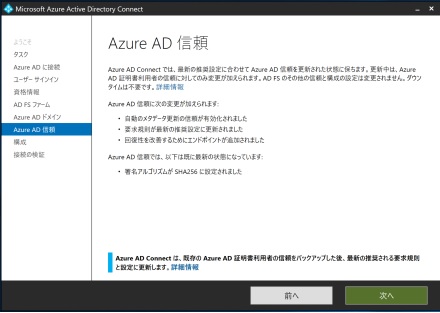 Microsoft Azure Active Directory Connect
ようこそ
タスク
Azure AD に接続
ユーザー サインイン
資格情報
AD FS ファーム
Azure AD ドメイン
Azure AD 信頼
構成
接続の検証
Azure AD 信頼
Azure AD Connect では、最新の推奨設定に合わせて Azure AD 信頼を更新された状態に保ちます。更新中は、Azure
AD 証明書利用者の信頼に対してのみ変更が加えられます。AD FS のその他の信頼と構成の設定は変更されません。ダウン
タイムは不要です。詳細情報
Azure AD 信頼に次の変更が加えられます:
• 自動のメタデータ更新の信頼が有効化されました
• 要求規則が最新の推奨設定に更新されました
• 回復性を改善するためにエンドポイントが追加されました
Azure AD 信頼では、以下は既に最新の状態になっています:
• 署名アルゴリズムが SHA256 に設定されました
Azure AD Connect は、既存の Azure AD 証明書利用者の信頼をバックアップした後、最新の推奨される要求規則
と設定に更新します。詳細情報
前へ
次へ